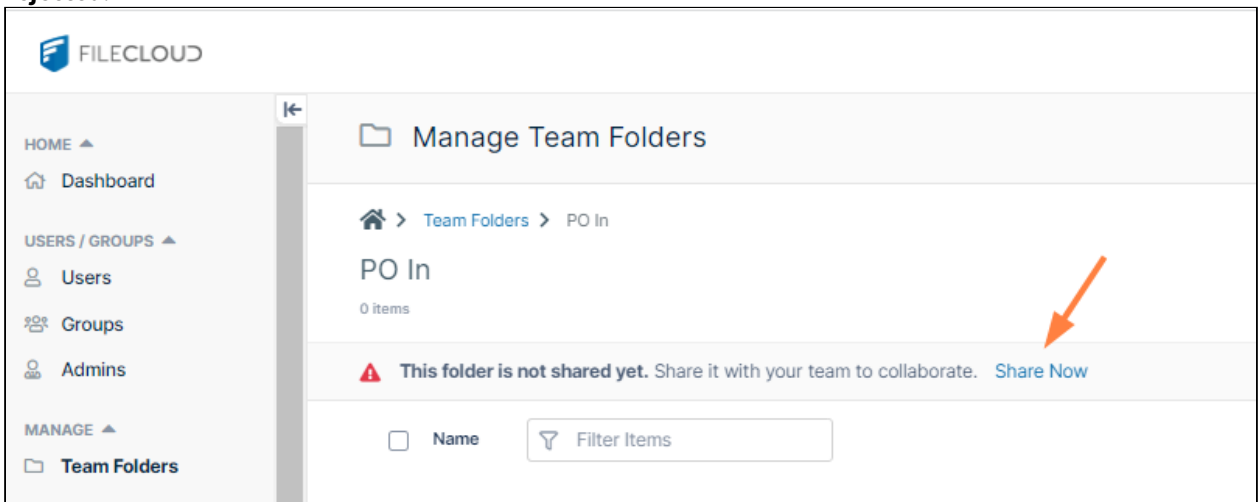 FILECLOUD
HOME
Dashboard
USERS / GROUPS
Users
Groups
Admins
MANAGE
Team Folders
Manage Team Folders
Team Folders > PO In
PO In
0 items
This folder is not shared yet. Share it with your team to collaborate. Share Now
Name Filter Items